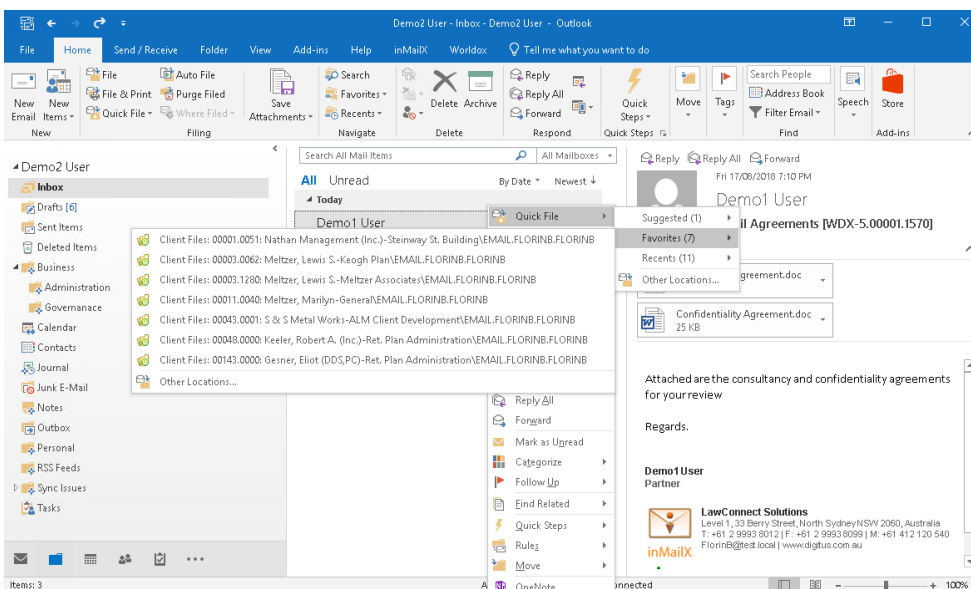 Demo2 User - Inbox - Demo2 User - Outlook
File Home Send / Receive Folder View Add-ins Help inMailX Worldox Tell me what you want to do
New Email
New Items
New
File
File & Print
Quick File
Auto File
Purge Filed
Where Filed
Filing
Save Attachments
Search
Favorites
Recents
Navigate
Delete Archive
Delete
Reply
Reply All
Forward
Respond
Quick Steps
Quick Steps
Move
Tags
Search People
Address Book
Filter Email
Find
Speech
Store
Add-ins
Demo2 User
Inbox
Drafts [6]
Sent Items
Deleted Items
Business
Administration
Governanace
Calendar
Contacts
Journal
Junk E-Mail
Notes
Outbox
Personal
RSS Feeds
Sync Issues
Tasks
Items: 3
Search All Mail Items
All Mailboxes
All Unread
By Date Newest ↓
Today
Demo1 User
Client Files: 00001.0051: Nathan Management (Inc.)-Steinway St. Building\EMAIL.FLORINB.FLORINB
Client Files: 00003.0062: Meltzer, Lewis S.-Keogh Plan\EMAIL.FLORINB.FLORINB
Client Files: 00003.1280: Meltzer, Lewis S.-Meltzer Associates\EMAIL.FLORINB.FLORINB
Client Files: 00011.0040: Meltzer, Marilyn-General\EMAIL.FLORINB.FLORINB
Client Files: 00043.0001: S & S Metal Works-ALM Client Development\EMAIL.FLORINB.FLORINB
Client Files: 00048.0000: Keeler, Robert A. (Inc.)-Ret. Plan Administration\EMAIL.FLORINB.FLORINB
Client Files: 00143.0000: Gesner, Eliot (DDS,PC)-Ret. Plan Administration\EMAIL.FLORINB.FLORINB
Other Locations...
Quick File
Reply All
Forward
Mark as Unread
Categorize
Follow Up
Find Related
Quick Steps
Rules
Move
OneNote
Suggested (1)
Favorites (7)
Recents (11)
Other Locations...
Reply Reply All Forward
Fri 17/08/2018 7:10 PM
Demo1 User
il Agreements [WDX-5.00001.1570]
greement.doc
Confidentiality Agreement.doc
25 KB
Attached are the consultancy and confidentiality agreements
for your review
Regards.
Demo1 User
Partner
LawConnect Solutions
Level 1, 33 Berry Street, North Sydney NSW 2060, Australia
T: +61 2 9993 8012 | F: +61 2 9993 8099 | M: +61 412 120 540
FlorinB@test.local | www.digitus.com.au
inMailX
nnected
100%